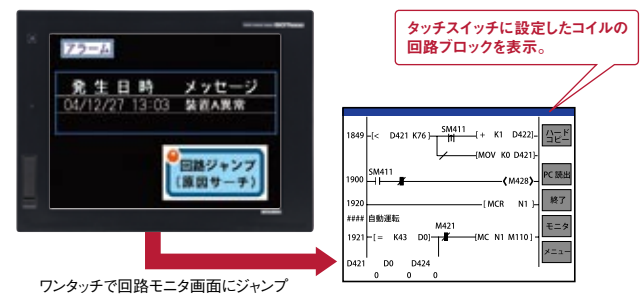 アラーム
発生日時 メッセージ
04/12/27 13:03 装置A異常
回路ジャンプ
(原因サーチ)
ワンタッチで回路モニタ画面にジャンプ
タッチスイッチに設定したコイルの
回路ブロックを表示。
1849 [< D421 K76] SM411 [+ K1 D422]
[MOV K0 D421]
1900 SM411 (M428)
1920 [MCR N1 ]
#### 自動運転
1921 [= K43 D0] M421 [MC N1 M110]
D421 D0 D424
0 0 0
ハード
コピー
PC読出
終了
モニタ
メニュー